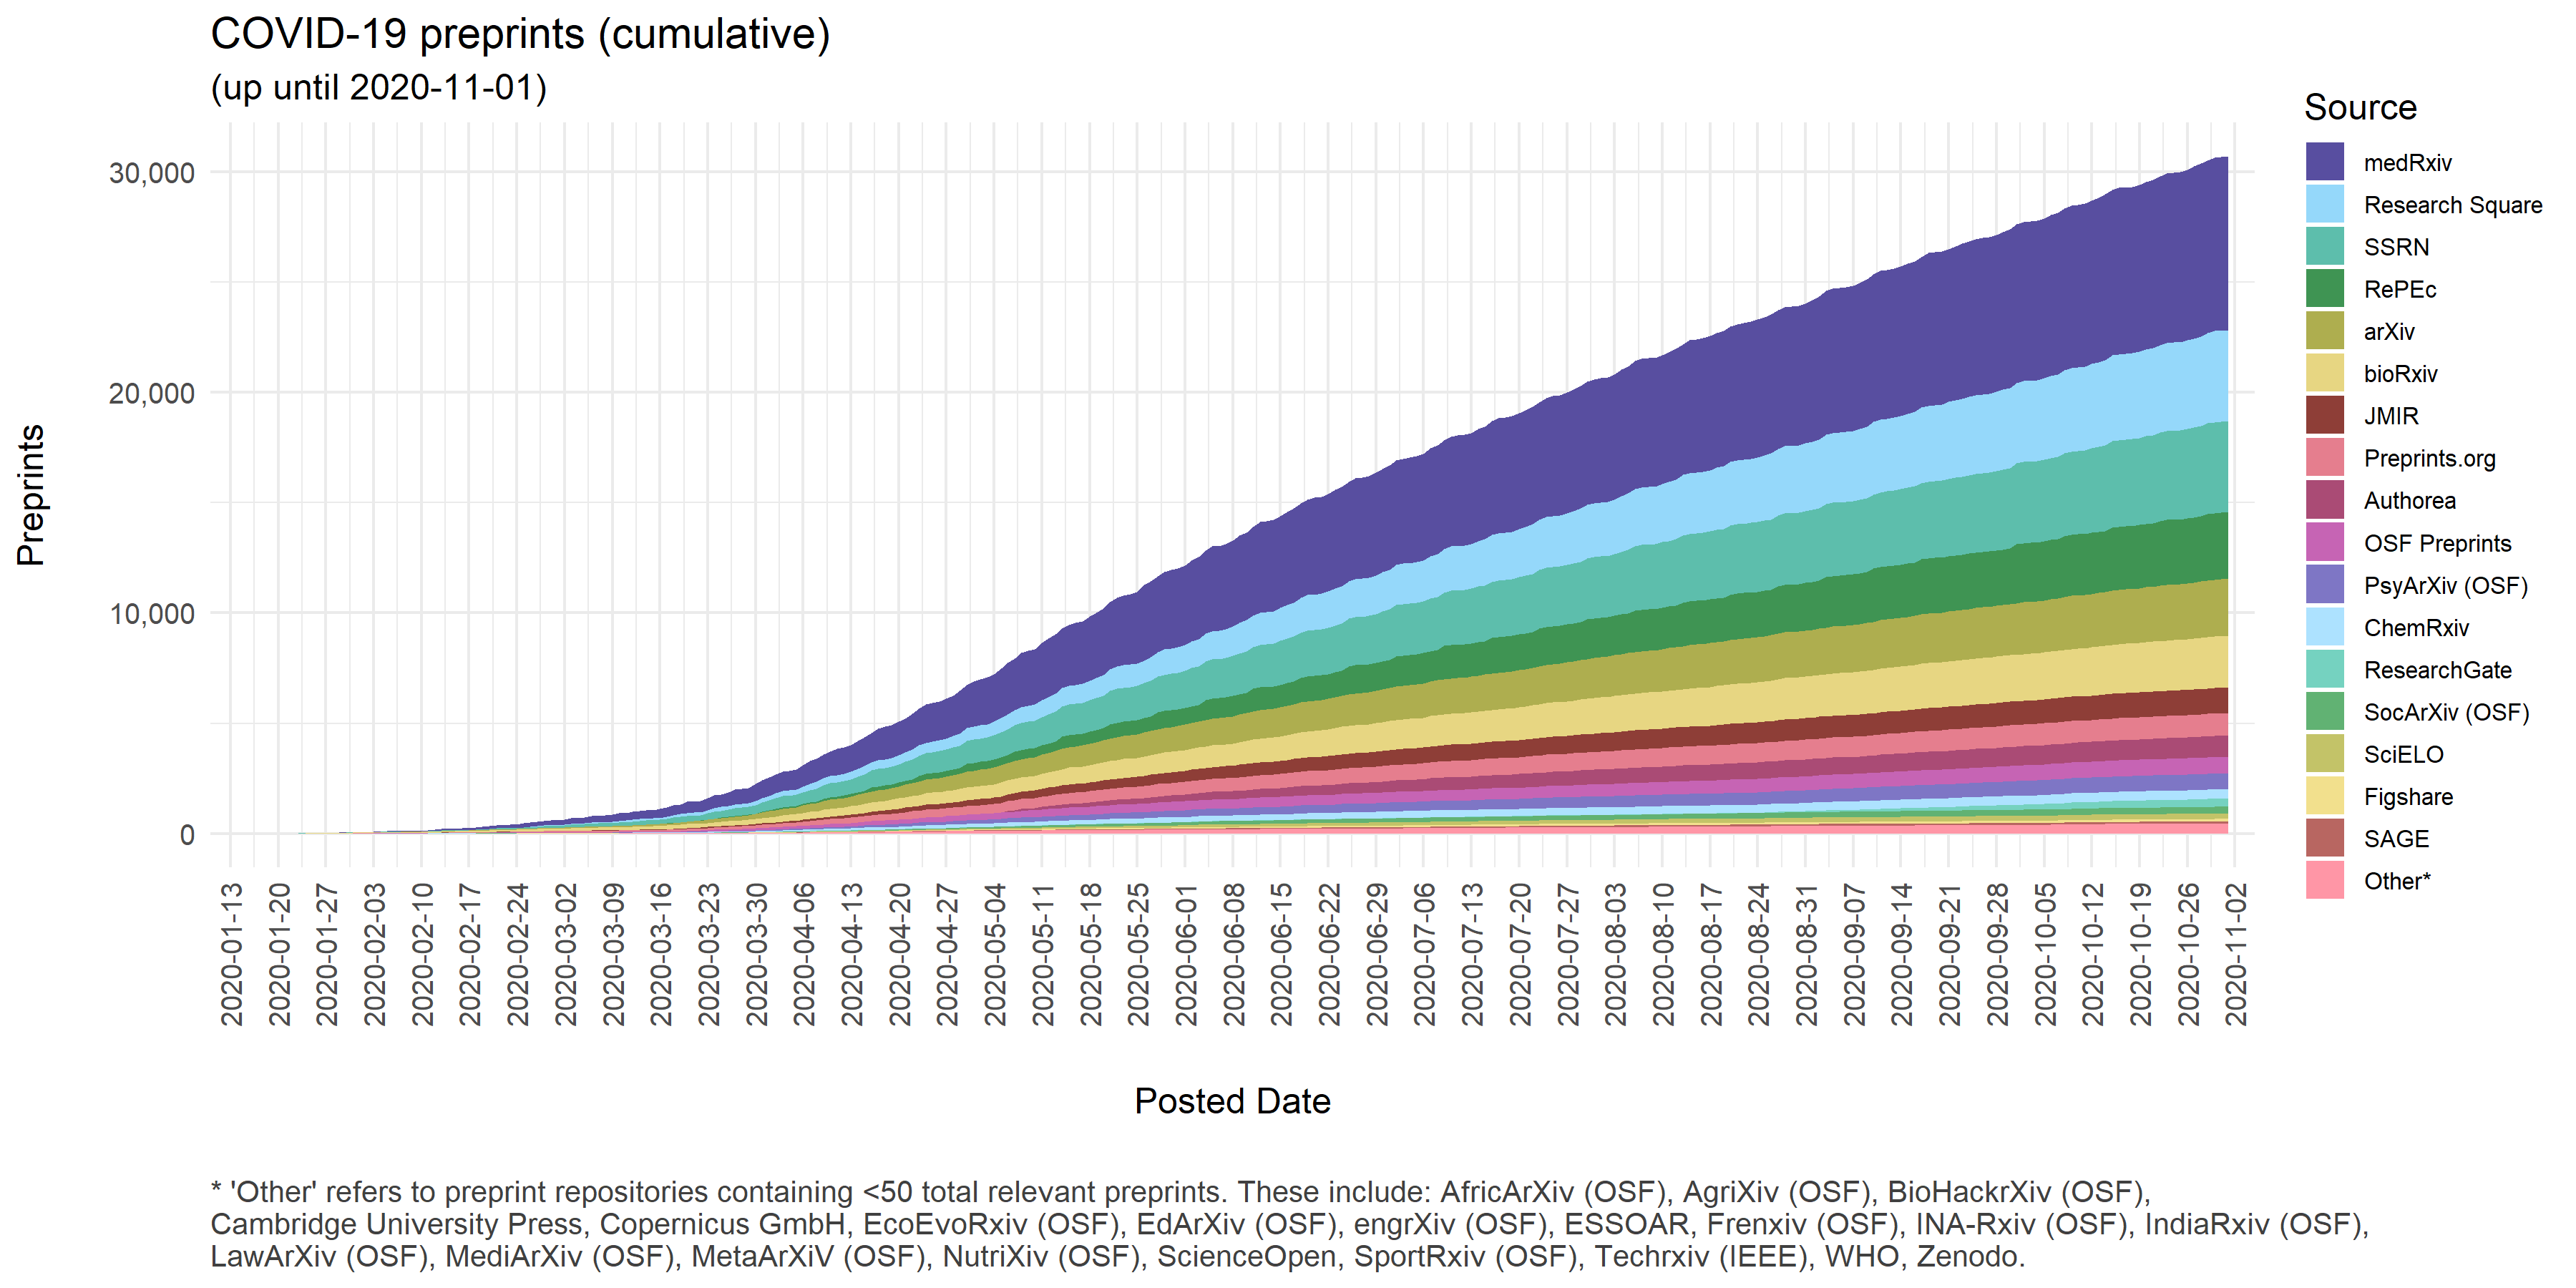 COVID-19 preprints (cumulative)
(up until 2020-11-01)
Preprints
30,000
20,000
10,000
0
2020-01-13
2020-01-20
2020-01-27
2020-02-03
2020-02-10
2020-02-17
2020-02-24
2020-03-02
2020-03-09
2020-03-16
2020-03-23
2020-03-30
2020-04-06
2020-04-13
2020-04-20
2020-04-27
2020-05-04
2020-05-11
2020-05-18
2020-05-25
2020-06-01
2020-06-08
2020-06-15
2020-06-22
2020-06-29
2020-07-06
2020-07-13
2020-07-20
2020-07-27
2020-08-03
2020-08-10
2020-08-17
2020-08-24
2020-08-31
2020-09-07
2020-09-14
2020-09-21
2020-09-28
2020-10-05
2020-10-12
2020-10-19
2020-10-26
2020-11-02
Posted Date
Source
medRxiv
Research Square
SSRN
RePEc
arXiv
bioRxiv
JMIR
Preprints.org
Authorea
OSF Preprints
PsyArXiv (OSF)
ChemRxiv
ResearchGate
SocArXiv (OSF)
SciELO
Figshare
SAGE
Other*
* 'Other' refers to preprint repositories containing <50 total relevant preprints. These include: AfricArXiv (OSF), AgriXiv (OSF), BioHackrXiv (OSF),
Cambridge University Press, Copernicus GmbH, EcoEvoRxiv (OSF), EdArXiv (OSF), engrXiv (OSF), ESSOAR, Frenxiv (OSF), INA-Rxiv (OSF), IndiaRxiv (OSF),
LawArXiv (OSF), MediArXiv (OSF), MetaArXiV (OSF), NutriXiv (OSF), ScienceOpen, SportRxiv (OSF), Techrxiv (IEEE), WHO, Zenodo.